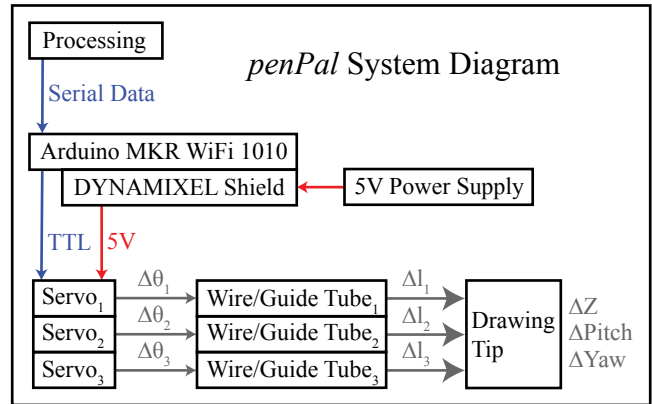 Processing
penPal System Diagram
Serial Data
Arduino MKR WiFi 1010
DYNAMIXEL Shield
5V Power Supply
TTL
5V
Servo₁
Δθ₁
Wire/Guide Tube₁
Δl₁
Servo₂
Δθ₂
Wire/Guide Tube₂
Δl₂
Servo₃
Δθ₃
Wire/Guide Tube₃
Δl₃
Drawing
Tip
ΔZ
ΔPitch
ΔYaw